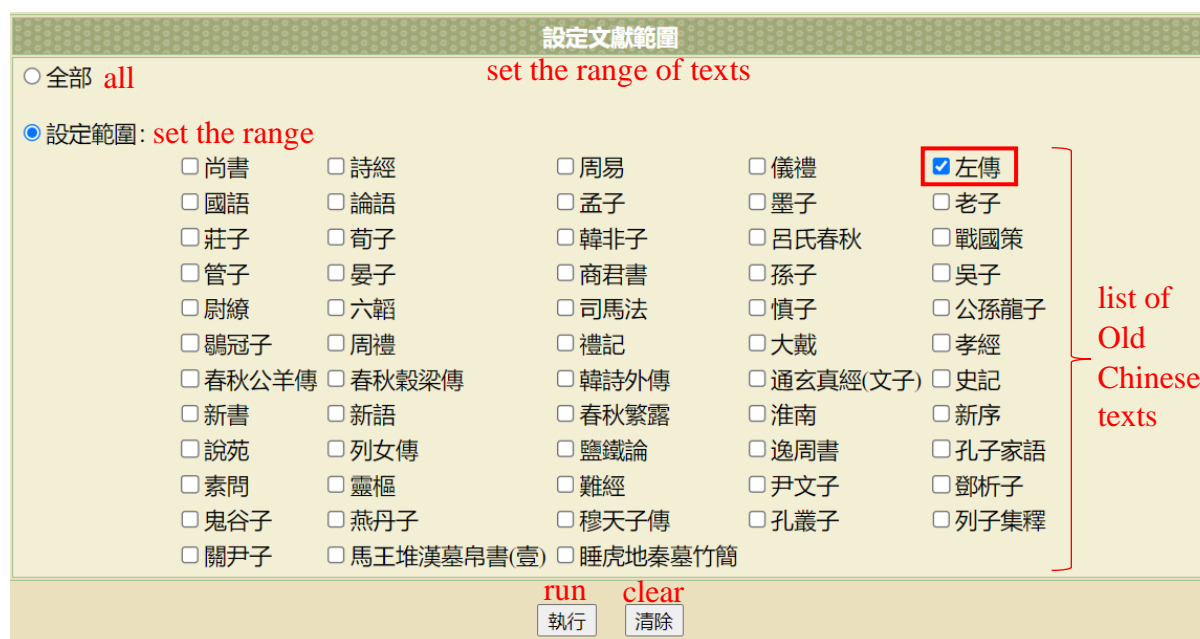 設定文獻範圍
全部 all
set the range of texts
設定範圍: set the range
尚書 詩經 周易 儀禮 左傳
國語 論語 孟子 墨子 老子
莊子 荀子 韓非子 呂氏春秋 戰國策
管子 晏子 商君書 孫子 吳子
尉繚 六韜 司馬法 慎子 公孫龍子
鶡冠子 周禮 禮記 大戴 孝經
春秋公羊傳 春秋穀梁傳 韓詩外傳 通玄真經(文子) 史記
新書 新語 春秋繁露 淮南 新序
說苑 列女傳 鹽鐵論 逸周書 孔子家語
素問 靈樞 難經 尹文子 鄧析子
鬼谷子 燕丹子 穆天子傳 孔叢子 列子集釋
關尹子 馬王堆漢墓帛書(壹) 睡虎地秦墓竹簡
list of
Old
Chinese
texts
run clear
執行 清除